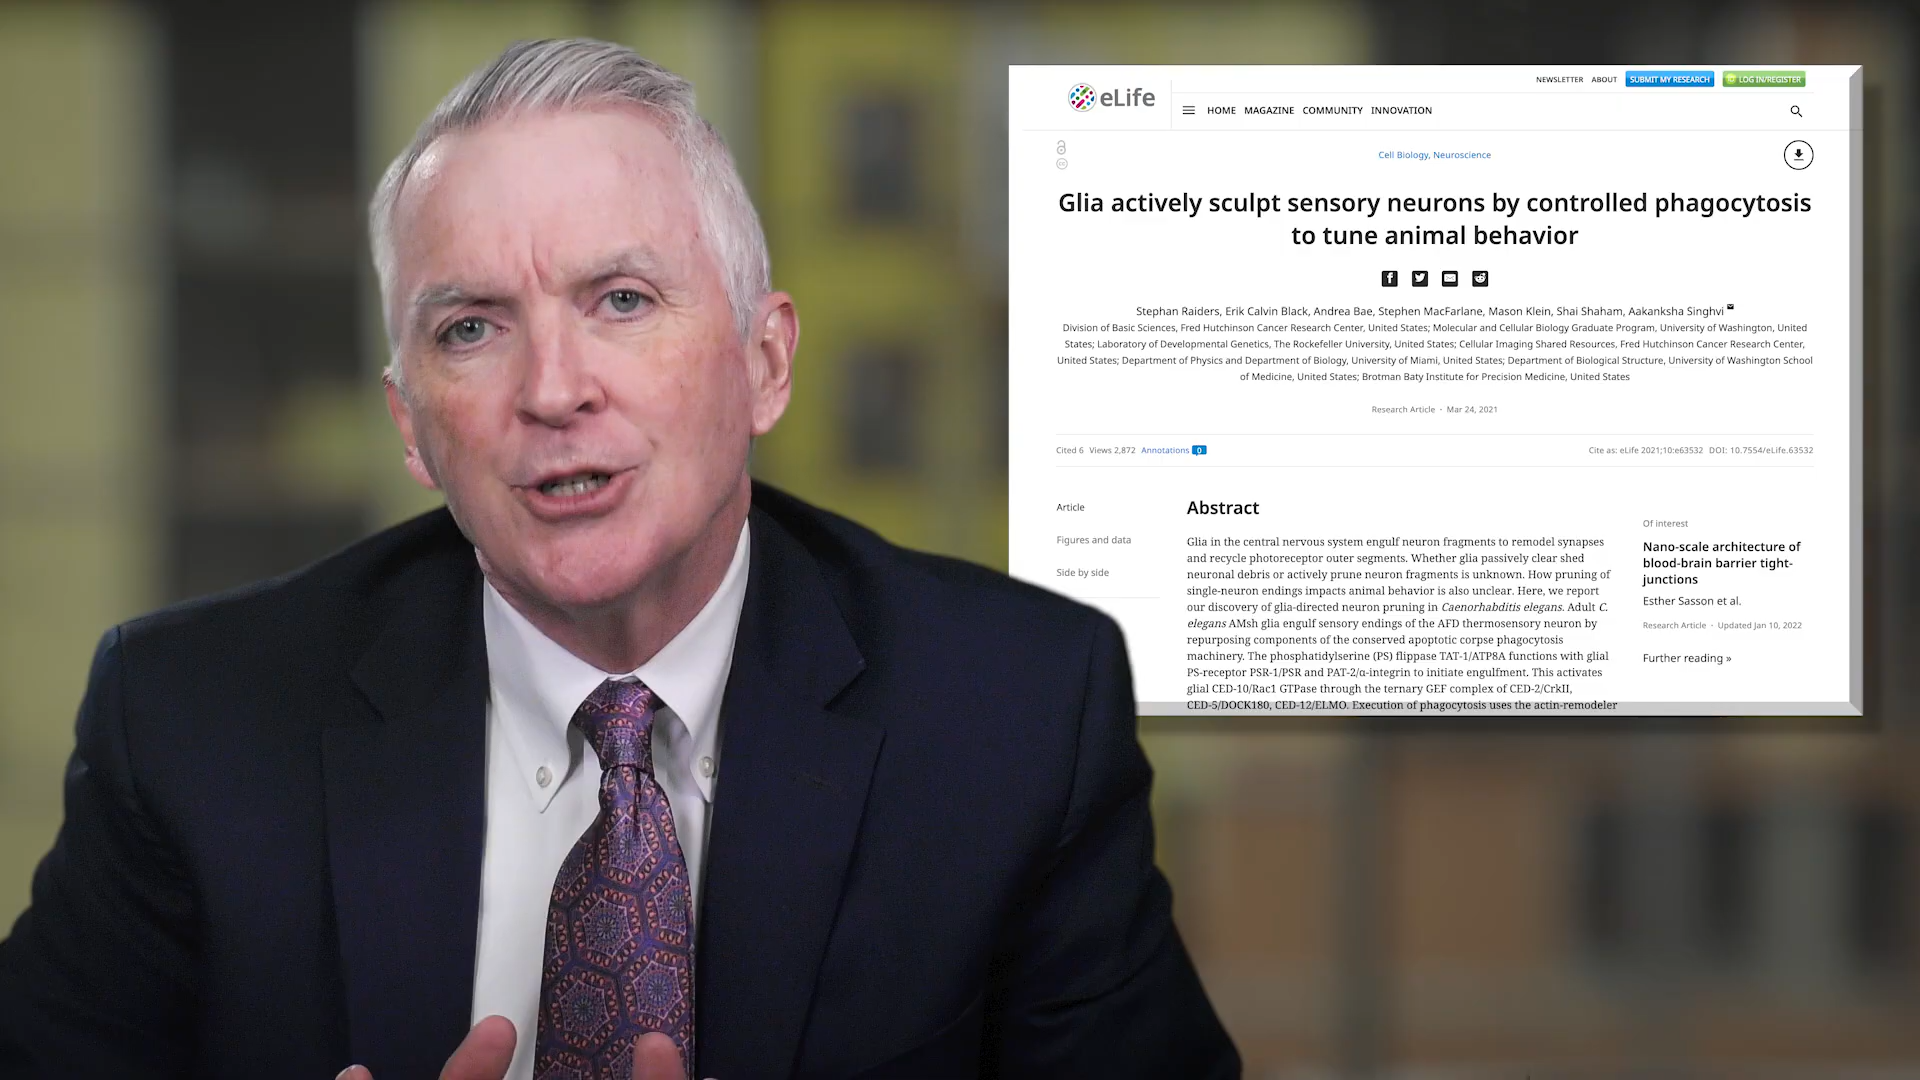 NEWSLETTER ABOUT SUBMIT MY RESEARCH LOG IN/REGISTER
eLife
HOME MAGAZINE COMMUNITY INNOVATION
Cell Biology, Neuroscience
Glia actively sculpt sensory neurons by controlled phagocytosis
to tune animal behavior
Stephan Raiders, Erik Calvin Black, Andrea Bae, Stephen MacFarlane, Mason Klein, Shai Shaham, Aakanksha Singhvi
Division of Basic Sciences, Fred Hutchinson Cancer Research Center, United States; Molecular and Cellular Biology Graduate Program, University of Washington, United
States; Laboratory of Developmental Genetics, The Rockefeller University, United States; Cellular Imaging Shared Resources, Fred Hutchinson Cancer Research Center,
United States; Department of Physics and Department of Biology, University of Miami, United States; Department of Biological Structure, University of Washington School
of Medicine, United States; Brotman Baty Institute for Precision Medicine, United States
Research Article · Mar 24, 2021
Cited 6 Views 2,872 Annotations 0
Cite as: eLife 2021;10:e63532 DOI: 10.7554/eLife.63532
Article
Figures and data
Side by side
Abstract
Glia in the central nervous system engulf neuron fragments to remodel synapses
and recycle photoreceptor outer segments. Whether glia passively clear shed
neuronal debris or actively prune neuron fragments is unknown. How pruning of
single-neuron endings impacts animal behavior is also unclear. Here, we report
our discovery of glia-directed neuron pruning in Caenorhabditis elegans. Adult C.
elegans AMsh glia engulf sensory endings of the AFD thermosensory neuron by
repurposing components of the conserved apoptotic corpse phagocytosis
machinery. The phosphatidylserine (PS) flippase TAT-1/ATP8A functions with glial
PS-receptor PSR-1/PSR and PAT-2/α-integrin to initiate engulfment. This activates
glial CED-10/Rac1 GTPase through the ternary GEF complex of CED-2/CrkII,
CED-5/DOCK180, CED-12/ELMO. Execution of phagocytosis uses the actin-remodeler
Of interest
Nano-scale architecture of
blood-brain barrier tight-
junctions
Esther Sasson et al.
Research Article · Updated Jan 10, 2022
Further reading »